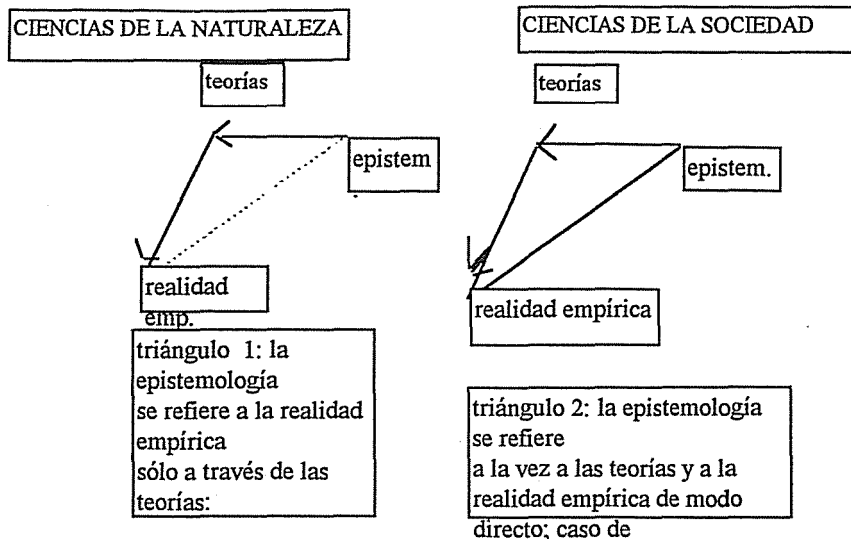 CIENCIAS DE LA NATURALEZA
teorías
epistem
realidad
emp.
triángulo 1: la
epistemología
se refiere a la realidad
empírica
sólo a través de las
teorías:
CIENCIAS DE LA SOCIEDAD
teorías
epistem.
realidad empírica
triángulo 2: la epistemología
se refiere
a la vez a las teorías y a la
realidad empírica de modo
directo; caso de